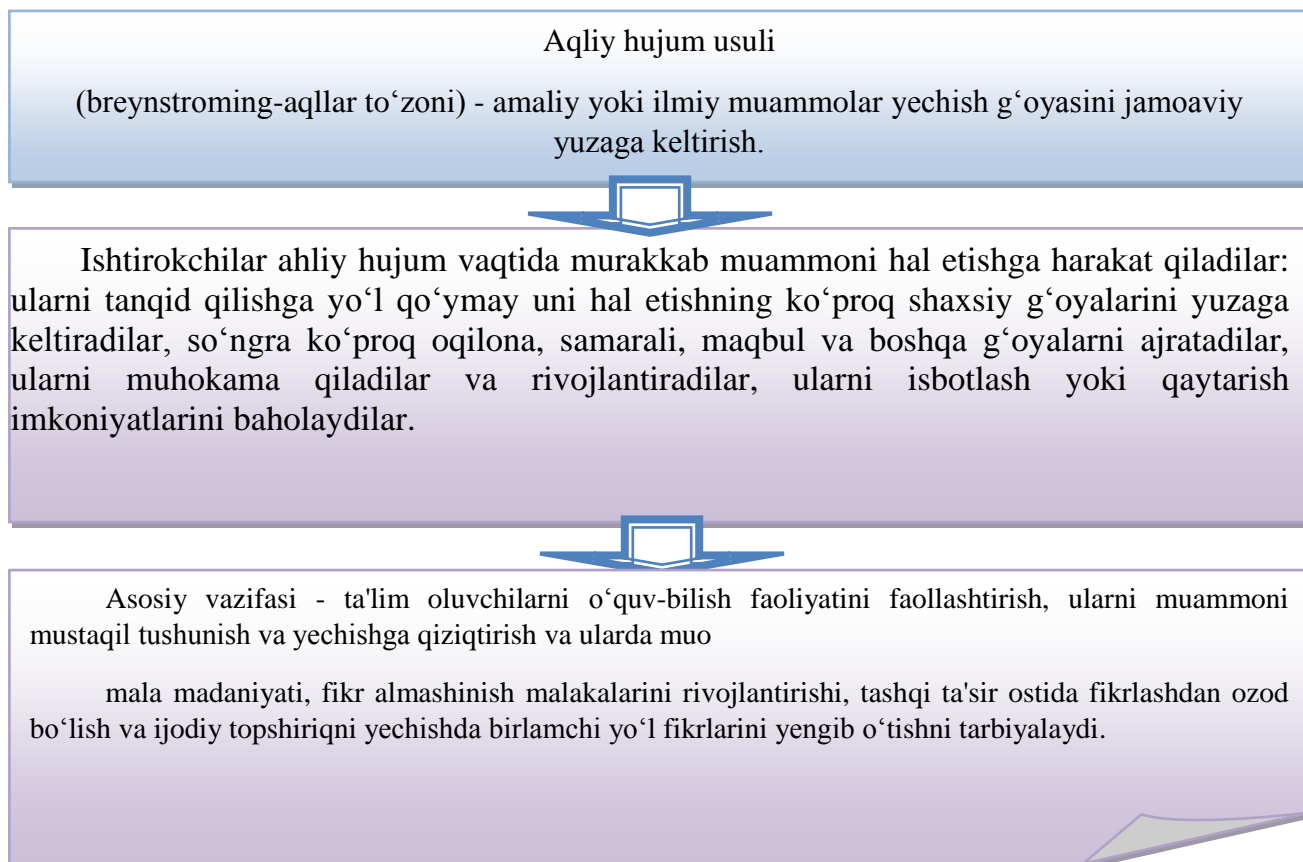 Aqliy hujum usuli
(breynstroming-aqllar to‘zoni) - amaliy yoki ilmiy muammolar yechish g‘oyasini jamoaviy
yuzaga keltirish.
Ishtirokchilar ahliy hujum vaqtida murakkab muammoni hal etishga harakat qiladilar:
ularni tanqid qilishga yo‘l qo‘ymay uni hal etishning ko‘proq shaxsiy g‘oyalarini yuzaga
keltiradilar, so‘ngra ko‘proq oqilona, samarali, maqbul va boshqa g‘oyalarni ajratadilar,
ularni muhokama qiladilar va rivojlantiradilar, ularni isbotlash yoki qaytarish
imkoniyatlarini baholaydilar.
Asosiy vazifasi - ta'lim oluvchilarni o‘quv-bilish faoliyatini faollashtirish, ularni muammoni
mustaqil tushunish va yechishga qiziqtirish va ularda muo
mala madaniyati, fikr almashinish malakalarini rivojlantirishi, tashqi ta'sir ostida fikrlashdan ozod
bo‘lish va ijodiy topshiriqni yechishda birlamchi yo‘l fikrlarini yengib o‘tishni tarbiyalaydi.